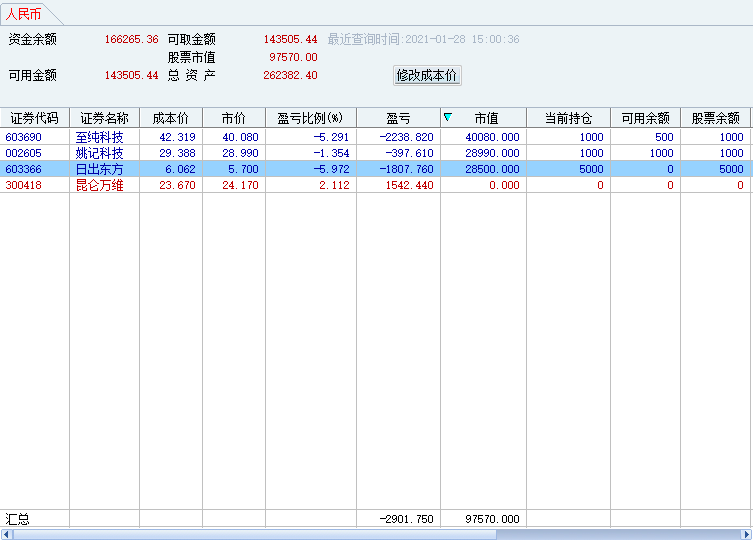 人民币
资金余额 166265.36 可取金额 143505.44 最近查询时间:2021-01-28 15:00:36
股票市值 97570.00
可用金额 143505.44 总 资 产 262382.40 修改成本价
证券代码 证券名称 成本价 市价 盈亏比例(%) 盈亏 市值 当前持仓 可用余额 股票余额
603690 至纯科技 42.319 40.080 -5.291 -2238.820 40080.000 1000 500 1000
002605 姚记科技 29.388 28.990 -1.354 -397.610 28990.000 1000 1000 1000
603366 日出东方 6.062 5.700 -5.972 -1807.760 28500.000 5000 0 5000
300418 昆仑万维 23.670 24.170 2.112 1542.440 0.000 0 0 0
汇总 -2901.750 97570.000